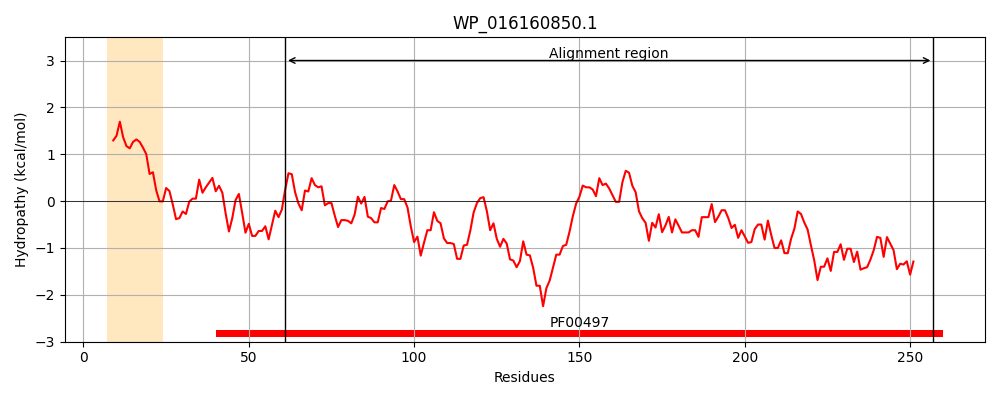 WP_016160850.1
Hydropathy (kcal/mol)
3
2
1
0
−1
−2
−3
Alignment region
PF00497
0
50
100
150
200
250
Residues